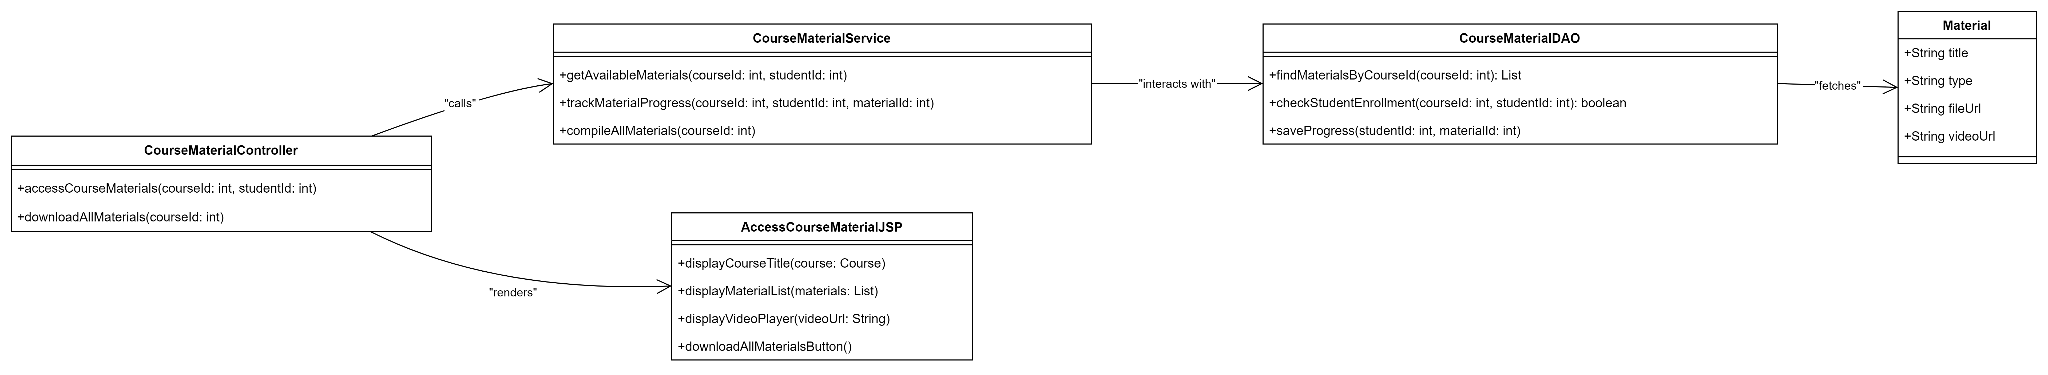 CourseMaterialController
+accessCourseMaterials(courseId: int, studentId: int)
+downloadAllMaterials(courseId: int)
"calls"
"renders"
CourseMaterialService
+getAvailableMaterials(courseId: int, studentId: int)
+trackMaterialProgress(courseId: int, studentId: int, materialId: int)
+compileAllMaterials(courseId: int)
AccessCourseMaterialJSP
+displayCourseTitle(course: Course)
+displayMaterialList(materials: List)
+displayVideoPlayer(videoUrl: String)
+downloadAllMaterialsButton()
"interacts with"
CourseMaterialDAO
+findMaterialsByCourseId(courseId: int): List
+checkStudentEnrollment(courseId: int, studentId: int): boolean
+saveProgress(studentId: int, materialId: int)
"fetches"
Material
+String title
+String type
+String fileUrl
+String videoUrl